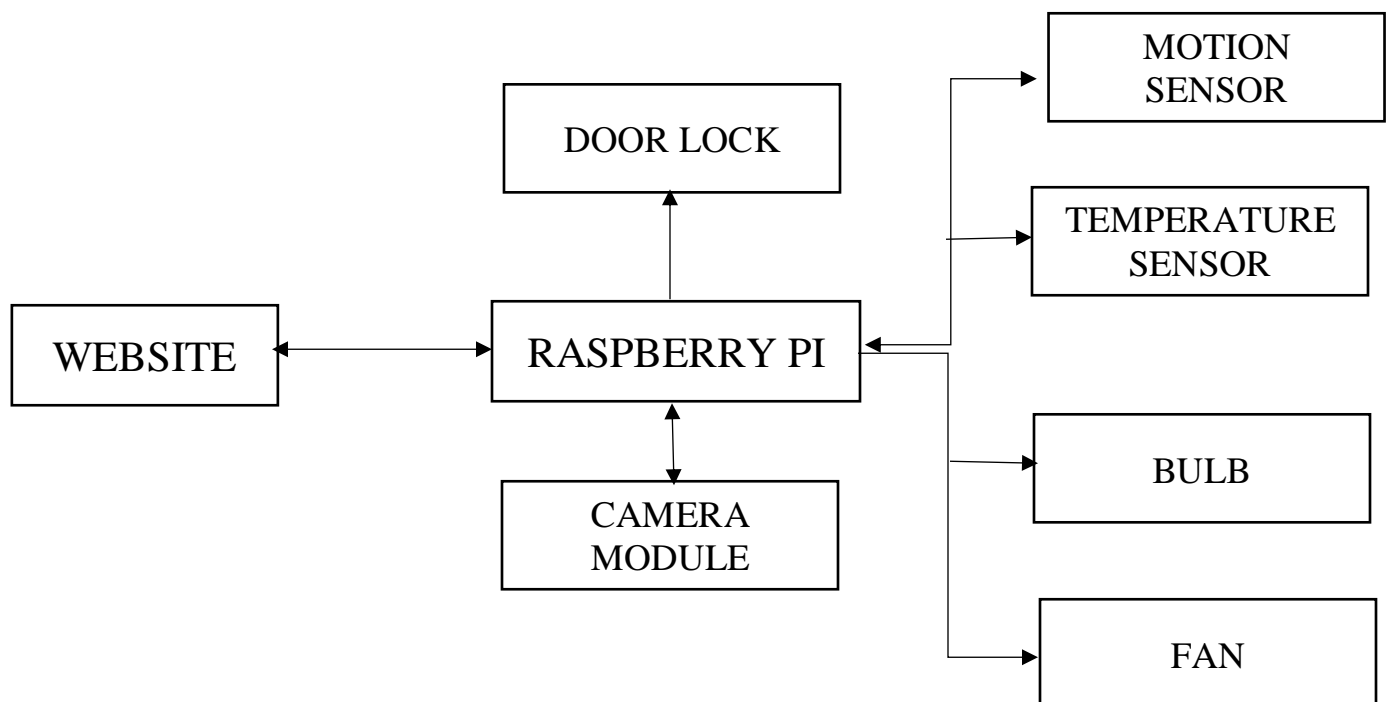 MOTION
SENSOR
DOOR LOCK
TEMPERATURE
SENSOR
WEBSITE
RASPBERRY PI
BULB
CAMERA
MODULE
FAN